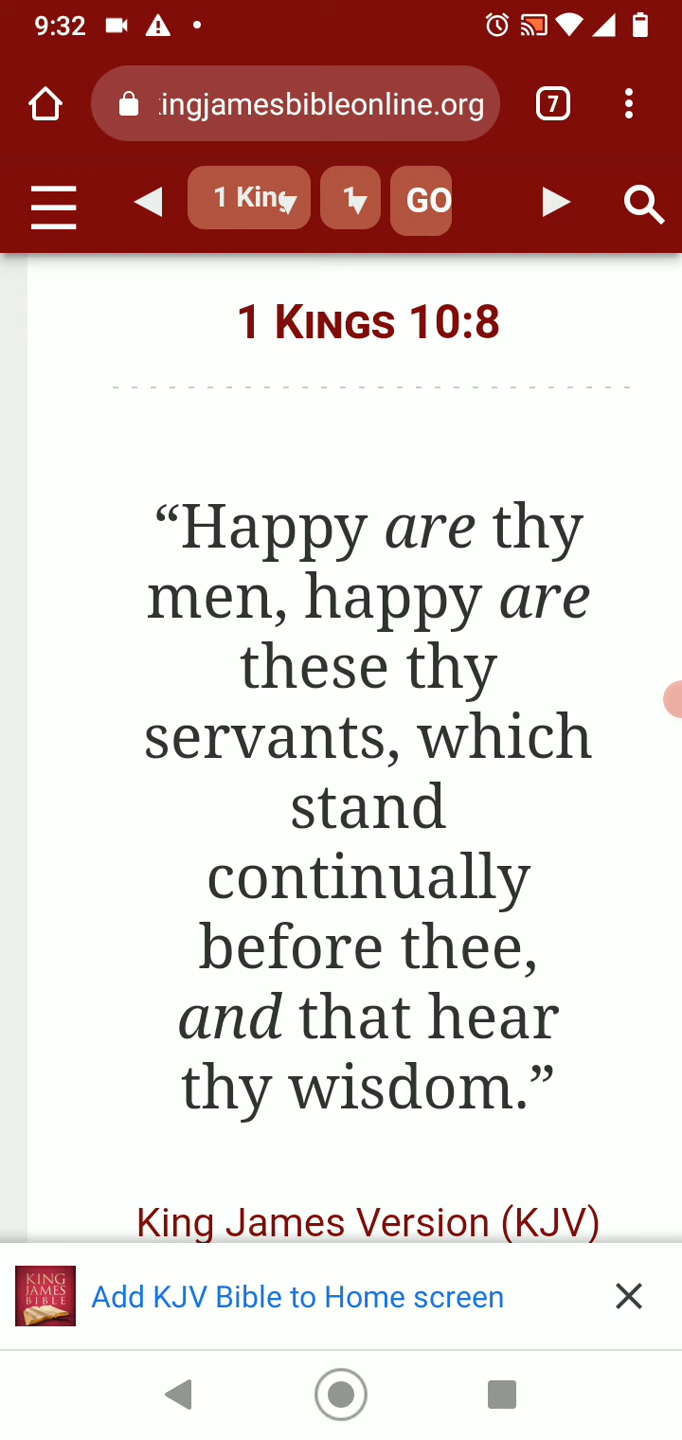 9:32
ingjamesbibleonline.org
7
1 King
1
GO
1 KINGS 10:8
“Happy are thy
men, happy are
these thy
servants, which
stand
continually
before thee,
and that hear
thy wisdom.”
King James Version (KJV)
KING
JAMES
BIBLE
Add KJV Bible to Home screen